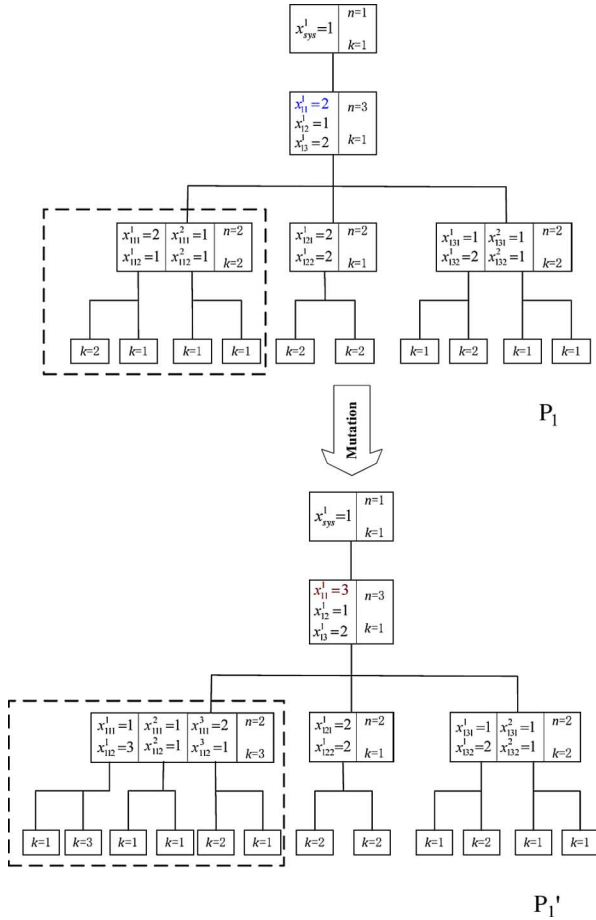 x¹sys=1 n=1 k=1
x¹11=2 n=3
x¹12=1
x¹13=2 k=1
x¹111=2 x²111=1 n=2
x¹112=1 x²112=1 k=2
x¹121=2 n=2
x¹122=2 k=1
x¹131=1 x²131=1 n=2
x¹132=2 x²132=1 k=2
k=2 k=1 k=1 k=1 k=2 k=2 k=1 k=2 k=1 k=1
P₁
Mutation
x¹sys=1 n=1 k=1
x¹11=3 n=3
x¹12=1
x¹13=2 k=1
x¹111=1 x²111=1 x³111=2 n=2
x¹112=3 x²112=1 x³112=1 k=3
x¹121=2 n=2
x¹122=2 k=1
x¹131=1 x²131=1 n=2
x¹132=2 x²132=1 k=2
k=1 k=3 k=1 k=1 k=2 k=1 k=2 k=2 k=1 k=2 k=1 k=1
P₁'